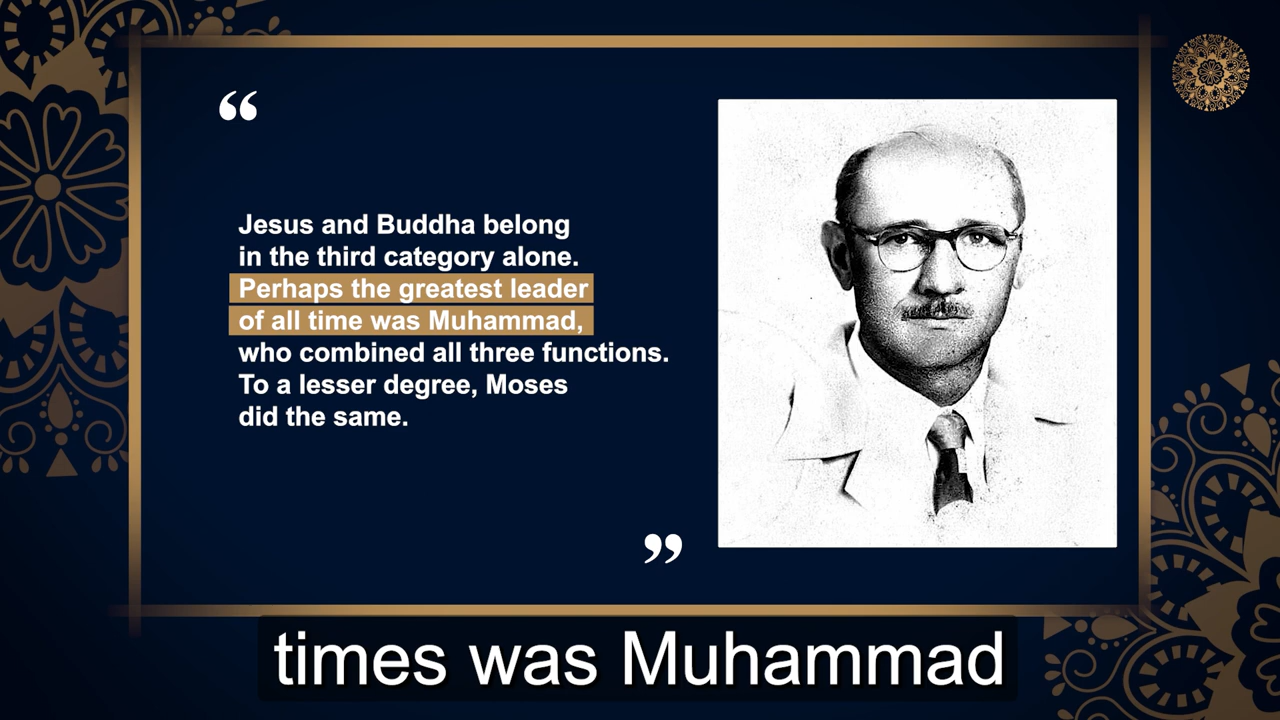 “
Jesus and Buddha belong
in the third category alone.
Perhaps the greatest leader
of all time was Muhammad,
who combined all three functions.
To a lesser degree, Moses
did the same.
”
times was Muhammad